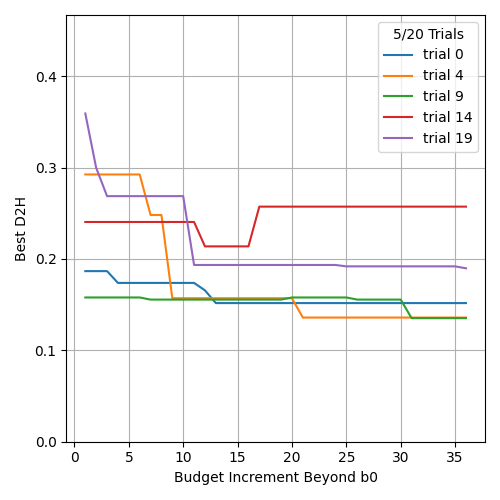 5/20 Trials
trial 0
trial 4
trial 9
trial 14
trial 19
Best D2H
0.4
0.3
0.2
0.1
0.0
0 5 10 15 20 25 30 35
Budget Increment Beyond b0